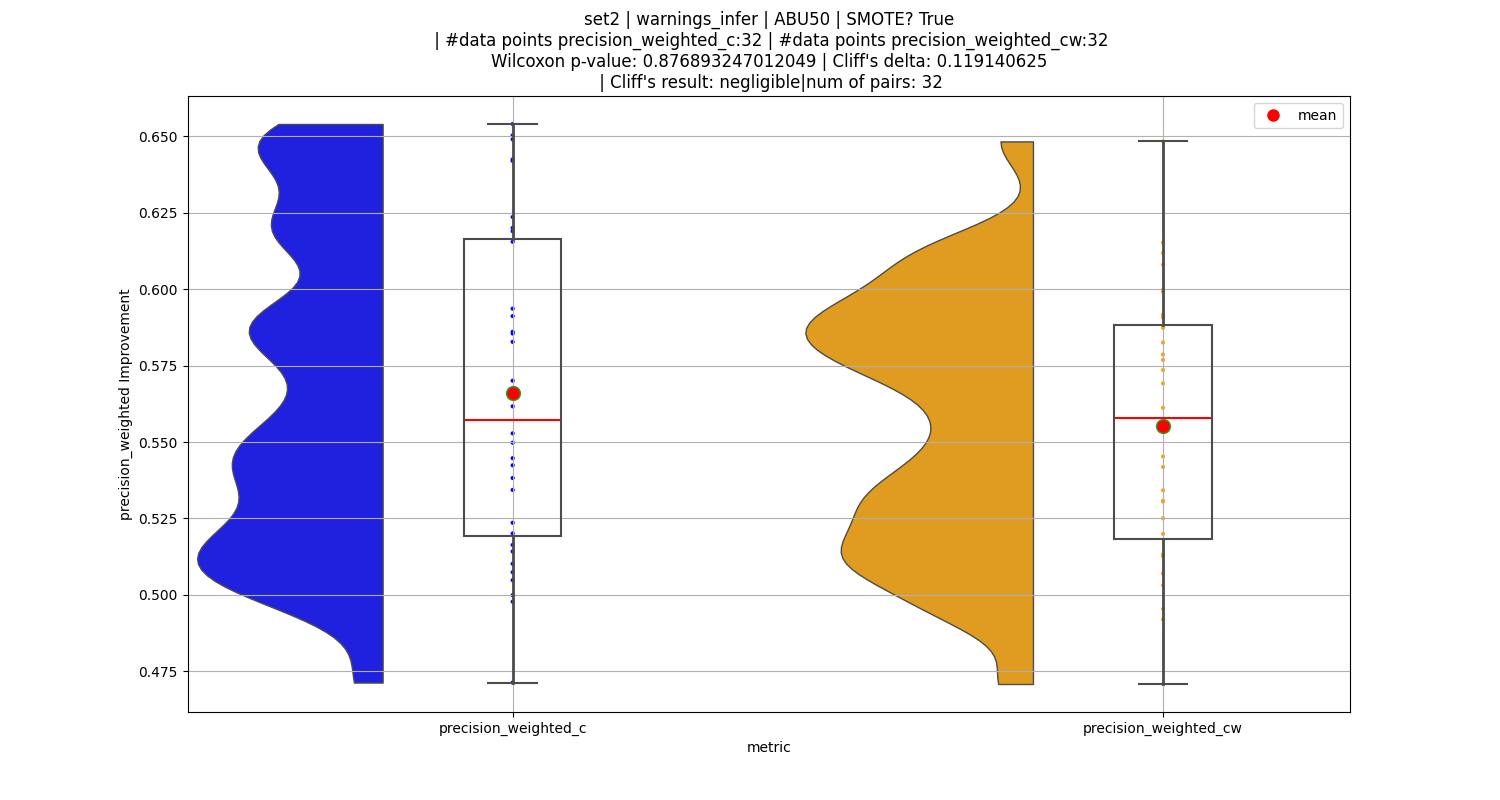 set2 | warnings_infer | ABU50 | SMOTE? True
| #data points precision_weighted_c:32 | #data points precision_weighted_cw:32
Wilcoxon p-value: 0.876893247012049 | Cliff's delta: 0.119140625
| Cliff's result: negligible|num of pairs: 32
mean
0.650
0.625
0.600
0.575
0.550
0.525
0.500
0.475
precision_weighted Improvement
precision_weighted_c
precision_weighted_cw
metric